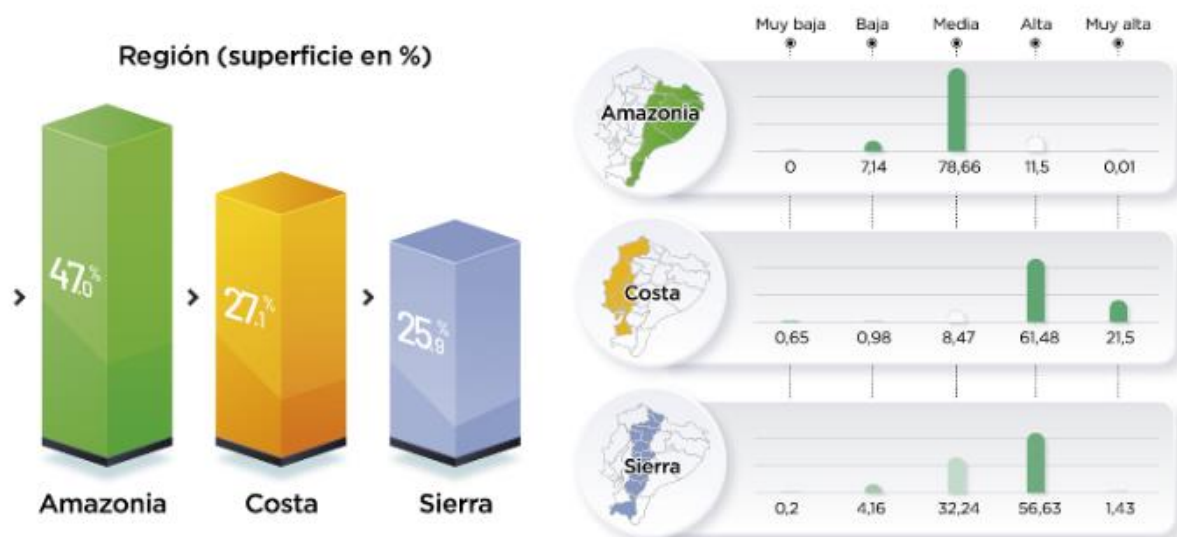 Región (superficie en %)
47.0%
27.1%
25.9%
Amazonia
Costa
Sierra
Muy baja Baja Media Alta Muy alta
Amazonia
0 7,14 78,66 11,5 0,01
Costa
0,65 0,98 8,47 61,48 21,5
Sierra
0,2 4,16 32,24 56,63 1,43